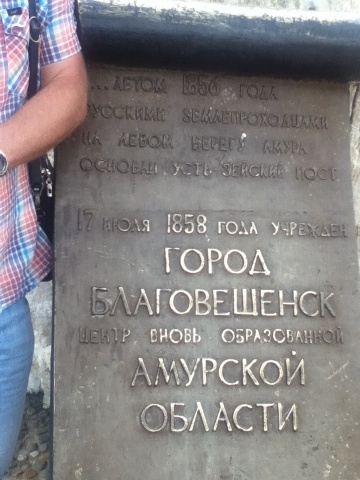 ...ЛЕТОМ 1856 ГОДА
РУССКИМИ ЗЕМЛЕПРОХОДЦАМИ
НА ЛЕВОМ БЕРЕГУ АМУРА
ОСНОВАН УСТЬ-ЗЕЙСКИЙ ПОСТ.
17 ИЮЛЯ 1858 ГОДА УЧРЕЖДЕН
ГОРОД
БЛАГОВЕЩЕНСК
ЦЕНТР ВНОВЬ ОБРАЗОВАННОЙ
АМУРСКОЙ
ОБЛАСТИ